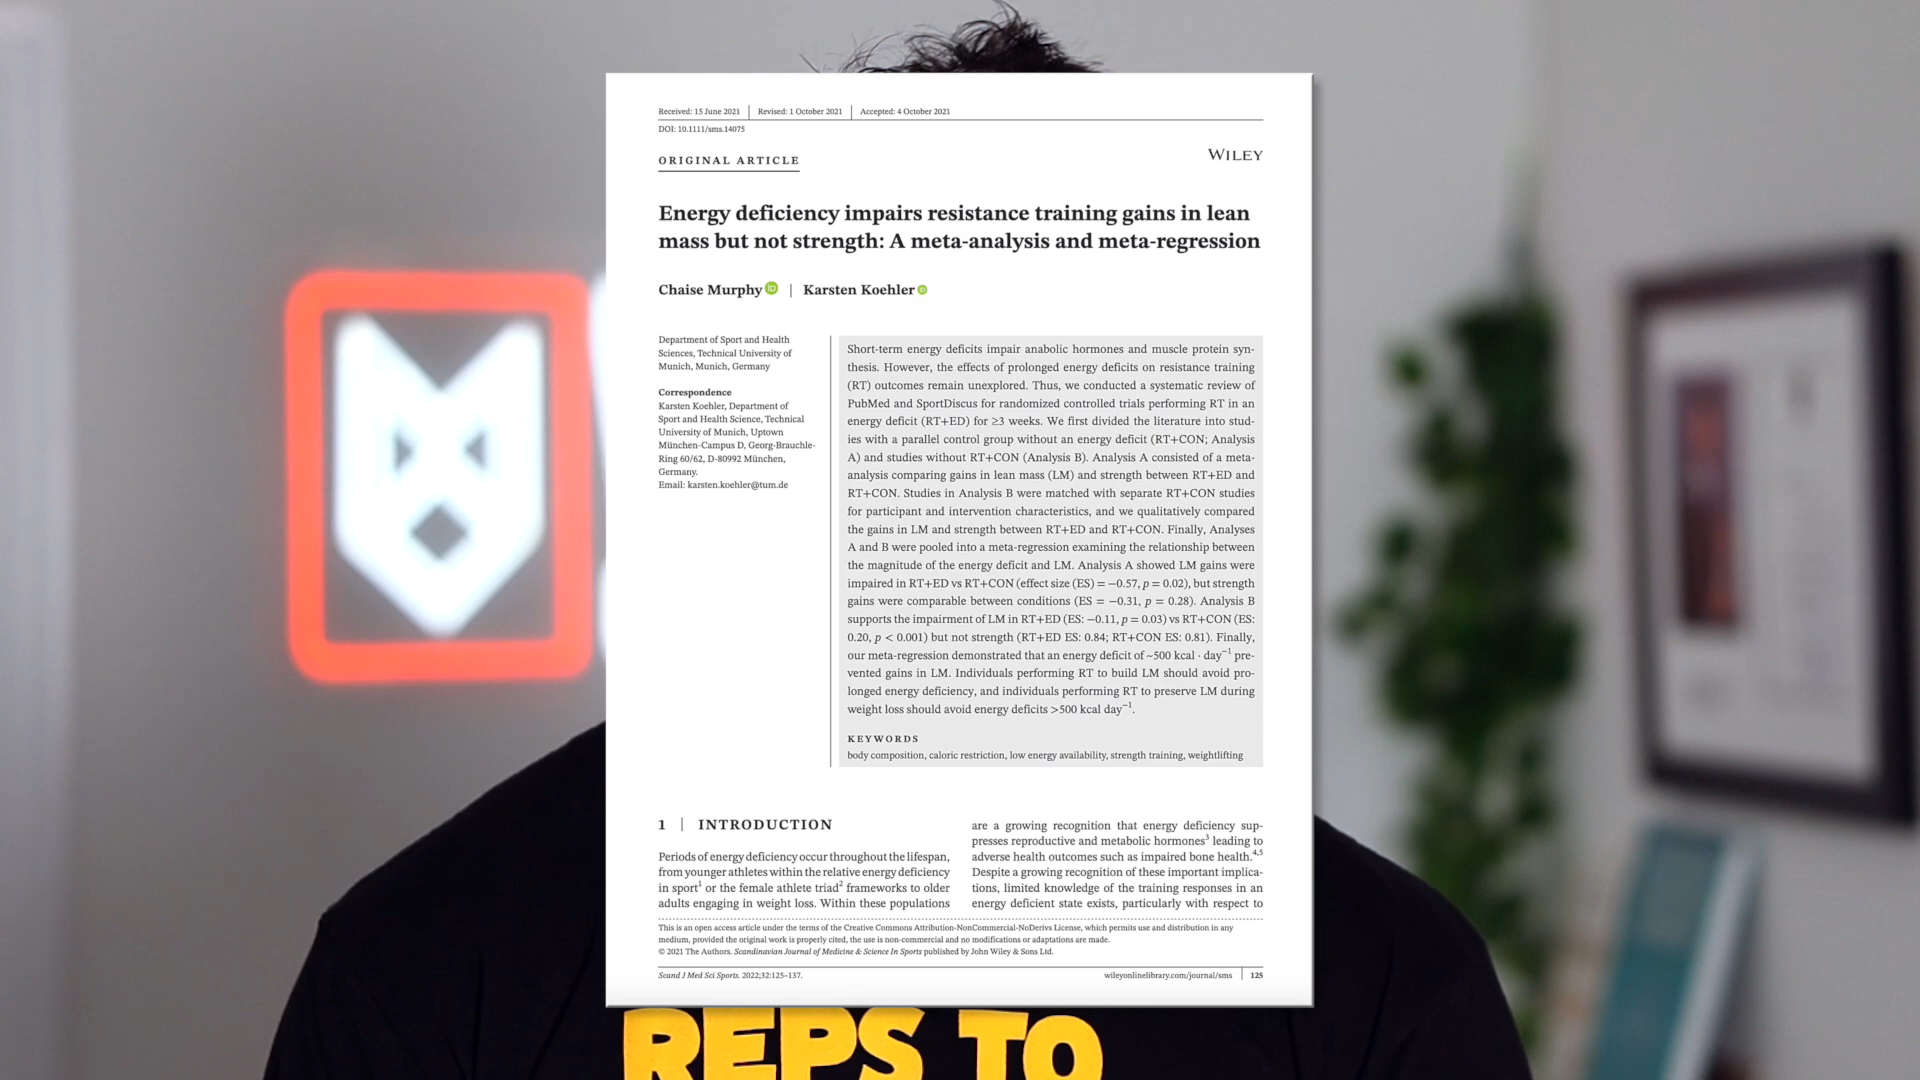 Received: 15 June 2021 | Revised: 1 October 2021 | Accepted: 4 October 2021
DOI: 10.1111/sms.14075
ORIGINAL ARTICLE
WILEY
Energy deficiency impairs resistance training gains in lean
mass but not strength: A meta-analysis and meta-regression
Chaise Murphy | Karsten Koehler
Department of Sport and Health
Sciences, Technical University of
Munich, Munich, Germany
Correspondence
Karsten Koehler, Department of
Sport and Health Science, Technical
University of Munich, Uptown
München-Campus D, Georg-Brauchle-
Ring 60/62, D-80992 München,
Germany.
Email: karsten.koehler@tum.de
Short-term energy deficits impair anabolic hormones and muscle protein syn-
thesis. However, the effects of prolonged energy deficits on resistance training
(RT) outcomes remain unexplored. Thus, we conducted a systematic review of
PubMed and SportDiscus for randomized controlled trials performing RT in an
energy deficit (RT+ED) for ≥3 weeks. We first divided the literature into stud-
ies with a parallel control group without an energy deficit (RT+CON; Analysis
A) and studies without RT+CON (Analysis B). Analysis A consisted of a meta-
analysis comparing gains in lean mass (LM) and strength between RT+ED and
RT+CON. Studies in Analysis B were matched with separate RT+CON studies
for participant and intervention characteristics, and we qualitatively compared
the gains in LM and strength between RT+ED and RT+CON. Finally, Analyses
A and B were pooled into a meta-regression examining the relationship between
the magnitude of the energy deficit and LM. Analysis A showed LM gains were
impaired in RT+ED vs RT+CON (effect size (ES) = −0.57, p = 0.02), but strength
gains were comparable between conditions (ES = −0.31, p = 0.28). Analysis B
supports the impairment of LM in RT+ED (ES: −0.11, p = 0.03) vs RT+CON (ES:
0.20, p < 0.001) but not strength (RT+ED ES: 0.84; RT+CON ES: 0.81). Finally,
our meta-regression demonstrated that an energy deficit of ~500 kcal · day⁻¹ pre-
vented gains in LM. Individuals performing RT to build LM should avoid pro-
longed energy deficiency, and individuals performing RT to preserve LM during
weight loss should avoid energy deficits >500 kcal day⁻¹.
KEYWORDS
body composition, caloric restriction, low energy availability, strength training, weightlifting
1 | INTRODUCTION
Periods of energy deficiency occur throughout the lifespan,
from younger athletes within the relative energy deficiency
in sport¹ or the female athlete triad² frameworks to older
adults engaging in weight loss. Within these populations
are a growing recognition that energy deficiency sup-
presses reproductive and metabolic hormones³ leading to
adverse health outcomes such as impaired bone health.⁴,⁵
Despite a growing recognition of these important implica-
tions, limited knowledge of the training responses in an
energy deficient state exists, particularly with respect to
This is an open access article under the terms of the Creative Commons Attribution-NonCommercial-NoDerivs License, which permits use and distribution in any
medium, provided the original work is properly cited, the use is non-commercial and no modifications or adaptations are made.
© 2021 The Authors. Scandinavian Journal of Medicine & Science In Sports published by John Wiley & Sons Ltd.
Scand J Med Sci Sports. 2022;32:125–137.
wileyonlinelibrary.com/journal/sms | 125
REPS TO